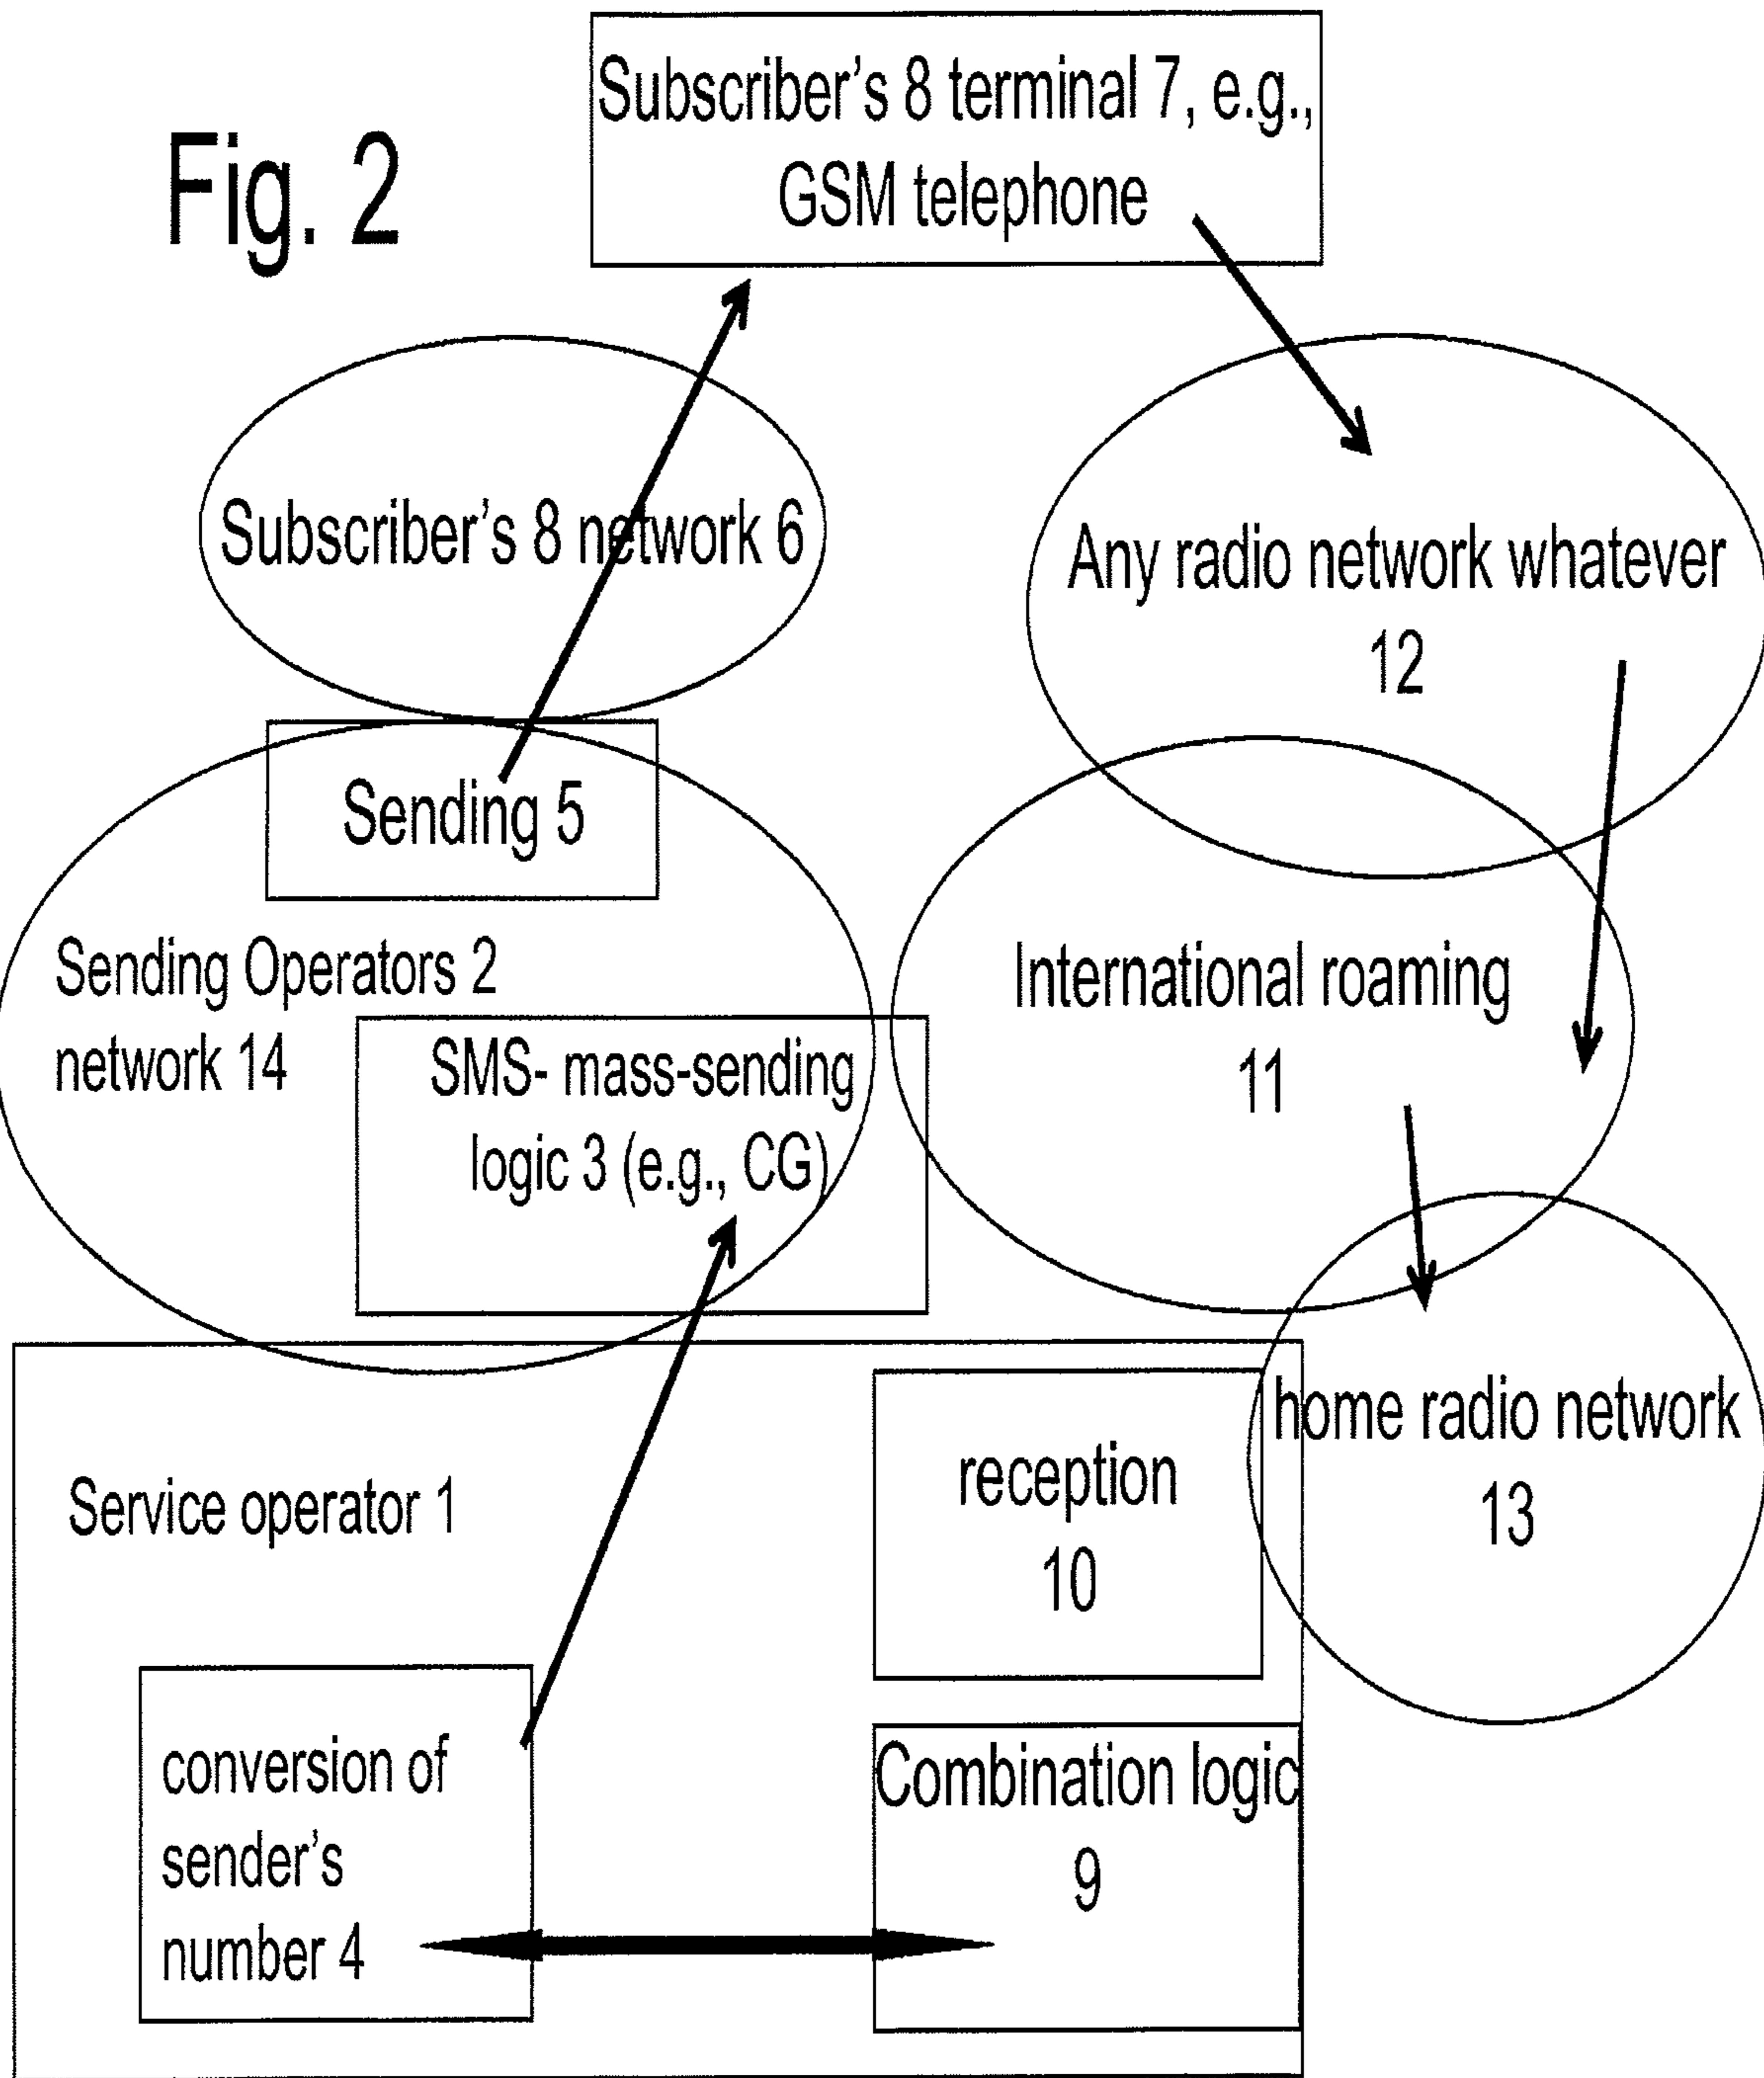 Fig. 2
Subscriber's 8 terminal 7, e.g.,
GSM telephone
Subscriber's 8 network 6
Any radio network whatever
12
Sending 5
Sending Operators 2
network 14
SMS- mass-sending
logic 3 (e.g., CG)
International roaming
11
home radio network
13
Service operator 1
reception
10
conversion of
sender's
number 4
Combination logic
9